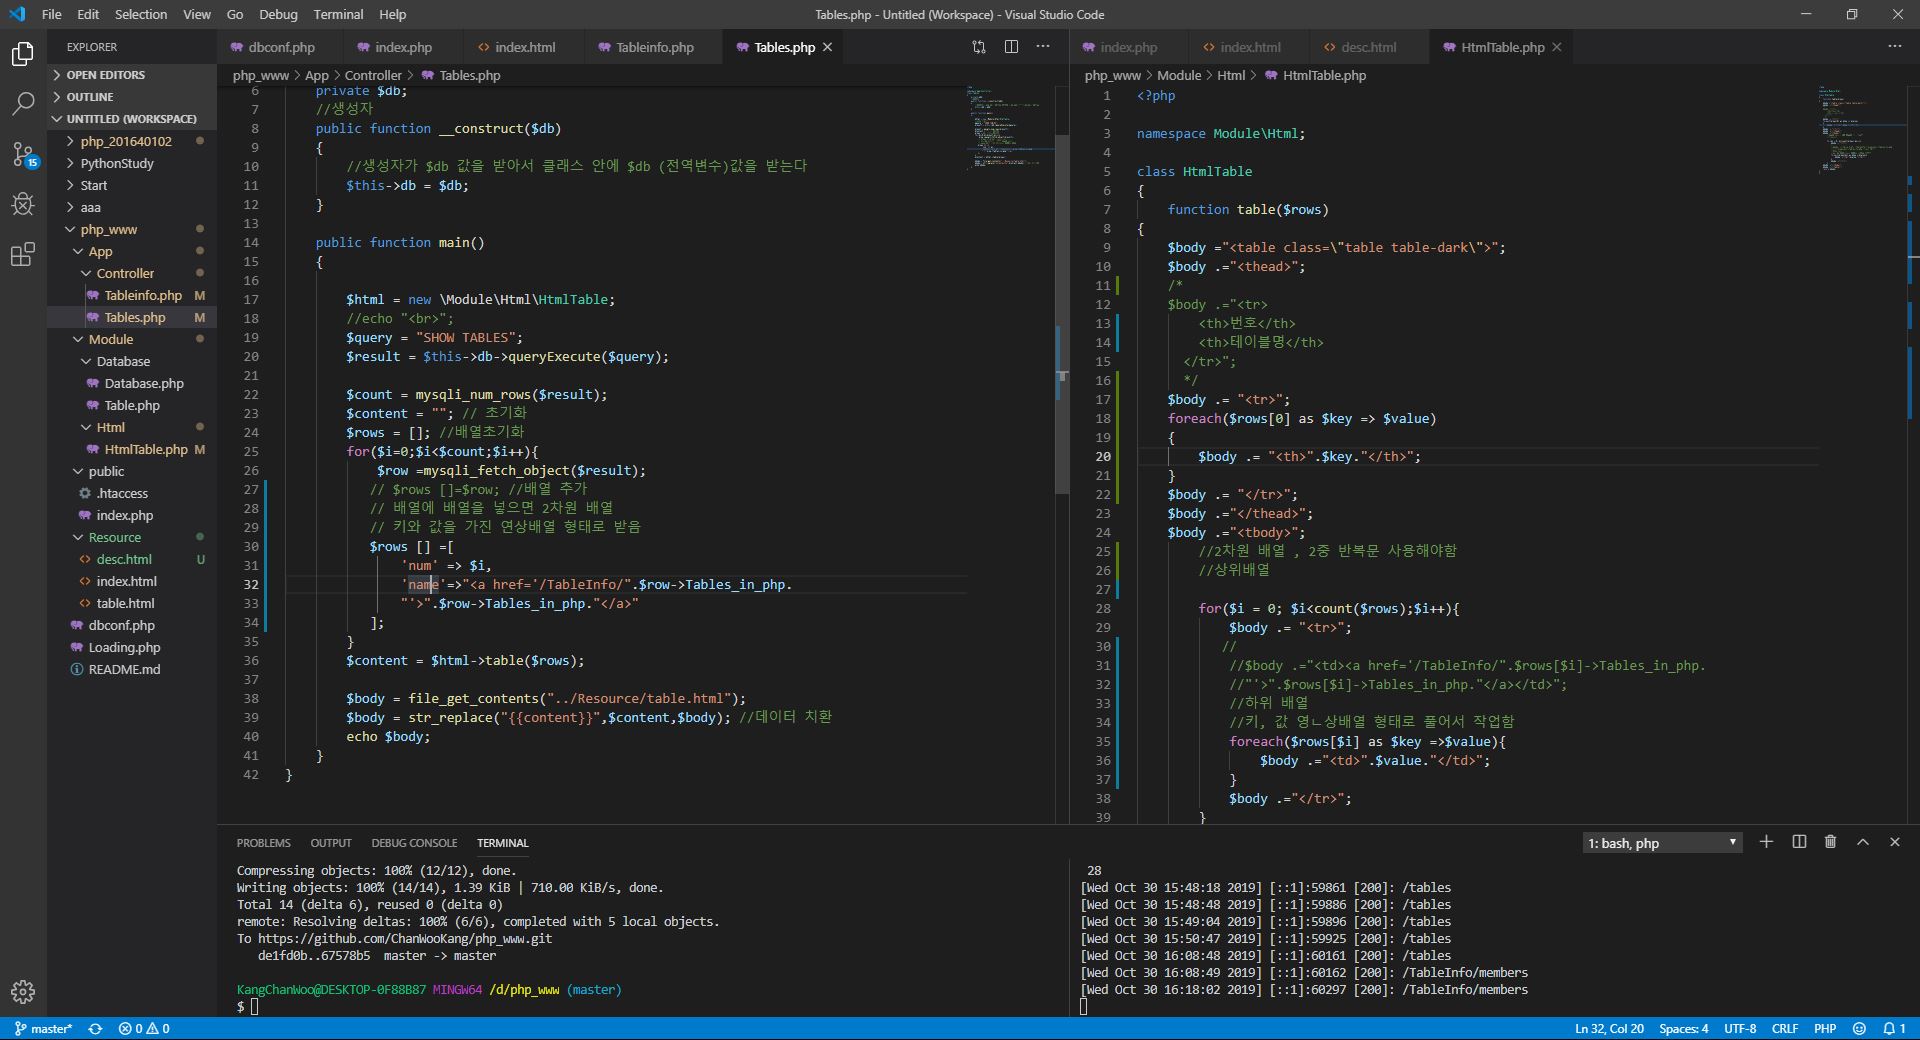 File Edit Selection View Go Debug Terminal Help
Tables.php - Untitled (Workspace) - Visual Studio Code
EXPLORER
OPEN EDITORS
OUTLINE
UNTITLED (WORKSPACE)
php_201640102
PythonStudy
Start
aaa
php_www
App
Controller
Tableinfo.php M
Tables.php M
Module
Database
Database.php
Table.php
Html
HtmlTable.php M
public
.htaccess
index.php
Resource
desc.html U
index.html
table.html
dbconf.php
Loading.php
README.md
15
dbconf.php index.php index.html Tableinfo.php Tables.php
php_www > App > Controller > Tables.php
6 private $db;
7 //생성자
8 public function __construct($db)
9 {
10 //생성자가 $db 값을 받아서 클래스 안에 $db (전역변수)값을 받는다
11 $this->db = $db;
12 }
13
14 public function main()
15 {
16
17 $html = new \Module\Html\HtmlTable;
18 //echo "<br>";
19 $query = "SHOW TABLES";
20 $result = $this->db->queryExecute($query);
21
22 $count = mysqli_num_rows($result);
23 $content = ""; // 초기화
24 $rows = []; //배열초기화
25 for($i=0;$i<$count;$i++){
26 $row =mysqli_fetch_object($result);
27 // $rows []=$row; //배열 추가
28 // 배열에 배열을 넣으면 2차원 배열
29 // 키와 값을 가진 연상배열 형태로 받음
30 $rows [] =[
31 'num' => $i,
32 'name'=>"<a href='/TableInfo/".$row->Tables_in_php.
33 "'>".$row->Tables_in_php."</a>"
34 ];
35 }
36 $content = $html->table($rows);
37
38 $body = file_get_contents("../Resource/table.html");
39 $body = str_replace("{{content}}",$content,$body); //데이터 치환
40 echo $body;
41 }
42 }
index.php index.html desc.html HtmlTable.php
php_www > Module > Html > HtmlTable.php
1 <?php
2
3 namespace Module\Html;
4
5 class HtmlTable
6 {
7 function table($rows)
8 {
9 $body ="<table class=\"table table-dark\">";
10 $body .="<thead>";
11 /*
12 $body .="<tr>
13 <th>번호</th>
14 <th>테이블명</th>
15 </tr>";
16 */
17 $body .= "<tr>";
18 foreach($rows[0] as $key => $value)
19 {
20 $body .= "<th>".$key."</th>";
21 }
22 $body .= "</tr>";
23 $body .="</thead>";
24 $body .="<tbody>";
25 //2차원 배열 , 2중 반복문 사용해야함
26 //상위배열
27
28 for($i = 0; $i<count($rows);$i++){
29 $body .= "<tr>";
30 //
31 //$body .="<td><a href='/TableInfo/".$rows[$i]->Tables_in_php.
32 //"'>".$rows[$i]->Tables_in_php."</a></td>";
33 //하위 배열
34 //키, 값 영ㄴ상배열 형태로 풀어서 작업함
35 foreach($rows[$i] as $key =>$value){
36 $body .="<td>".$value."</td>";
37 }
38 $body .="</tr>";
39 }
PROBLEMS OUTPUT DEBUG CONSOLE TERMINAL
1: bash, php
Compressing objects: 100% (12/12), done.
Writing objects: 100% (14/14), 1.39 KiB | 710.00 KiB/s, done.
Total 14 (delta 6), reused 0 (delta 0)
remote: Resolving deltas: 100% (6/6), completed with 5 local objects.
To https://github.com/ChanWooKang/php_www.git
de1fd0b..67578b5 master -> master
KangChanWoo@DESKTOP-0F88B87 MINGW64 /d/php_www (master)
$
28
[Wed Oct 30 15:48:18 2019] [::1]:59861 [200]: /tables
[Wed Oct 30 15:48:48 2019] [::1]:59886 [200]: /tables
[Wed Oct 30 15:49:04 2019] [::1]:59896 [200]: /tables
[Wed Oct 30 15:50:47 2019] [::1]:59925 [200]: /tables
[Wed Oct 30 16:08:48 2019] [::1]:60161 [200]: /tables
[Wed Oct 30 16:08:49 2019] [::1]:60162 [200]: /TableInfo/members
[Wed Oct 30 16:18:02 2019] [::1]:60297 [200]: /TableInfo/members
master* 0 0
Ln 32, Col 20 Spaces: 4 UTF-8 CRLF PHP 1